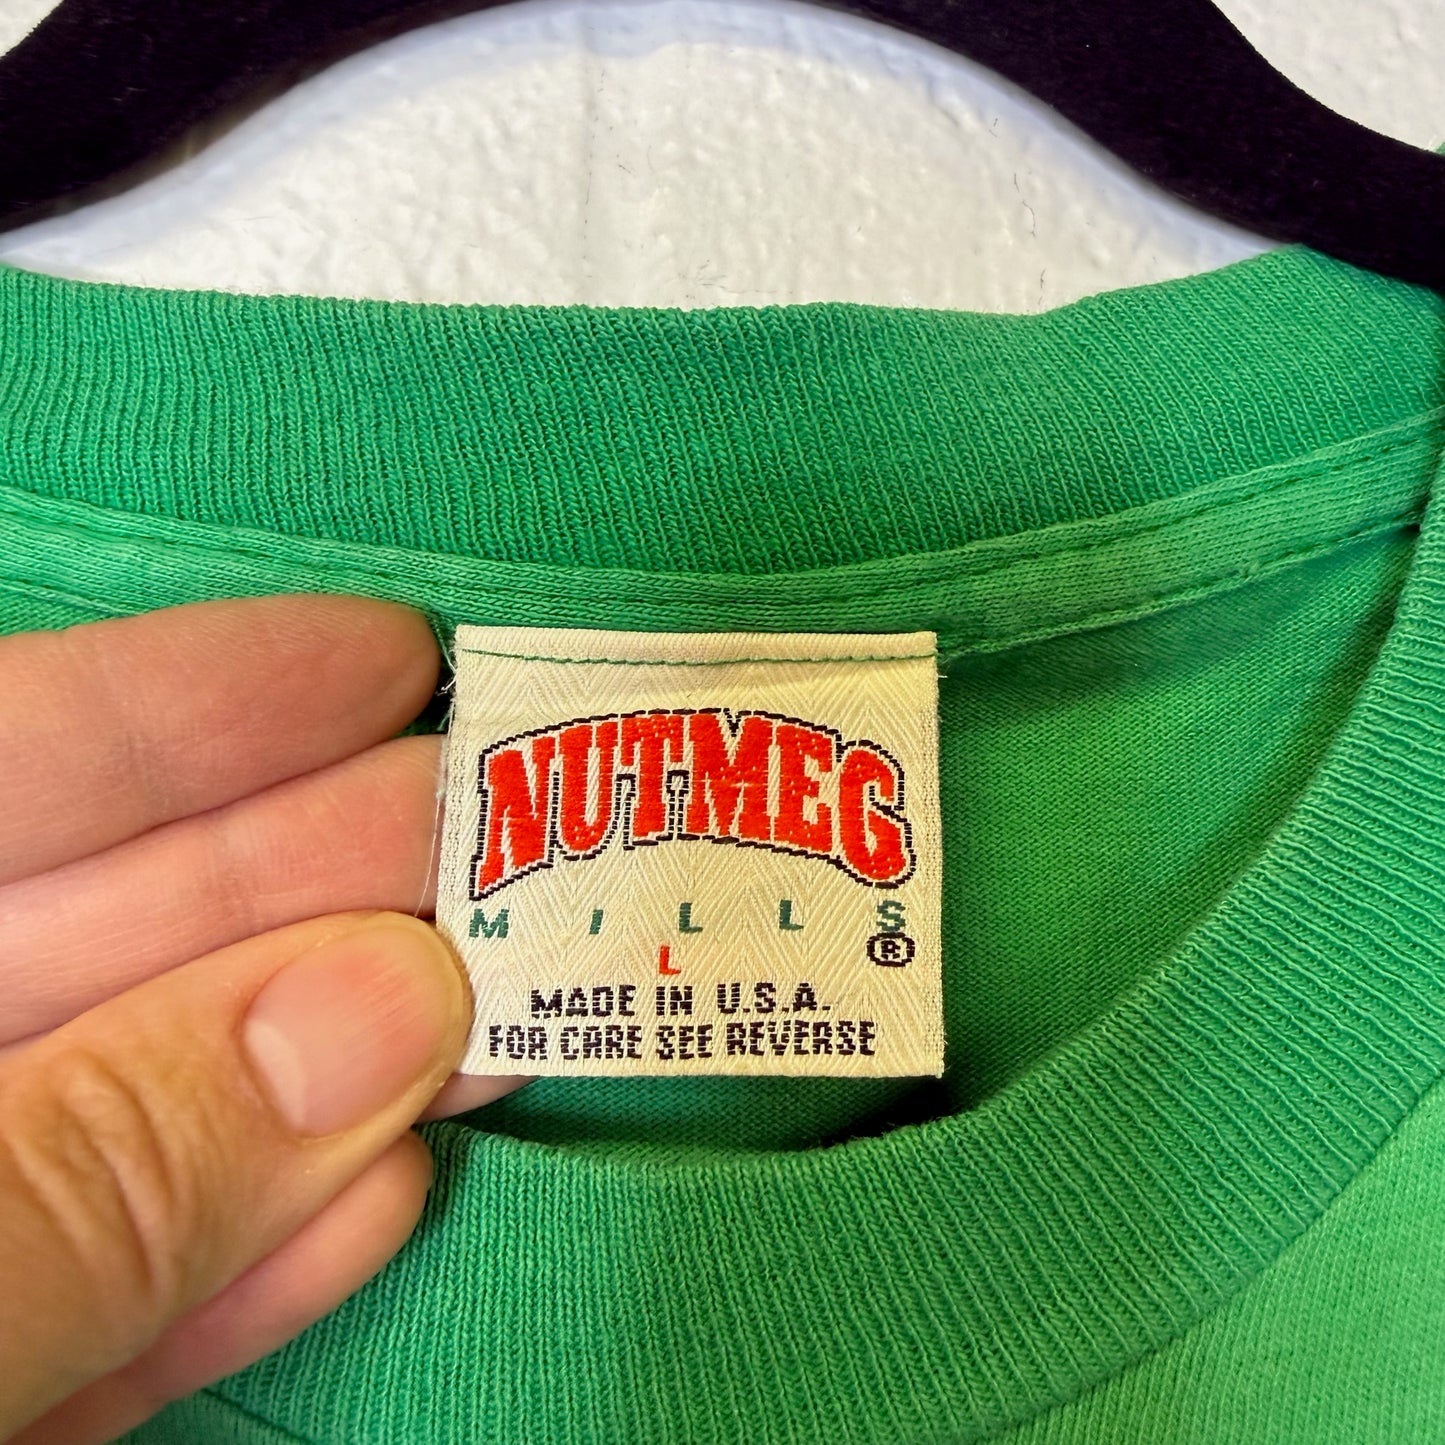 NUTMEG
MILLS
®
L
MADE IN U.S.A.
FOR CARE SEE REVERSE